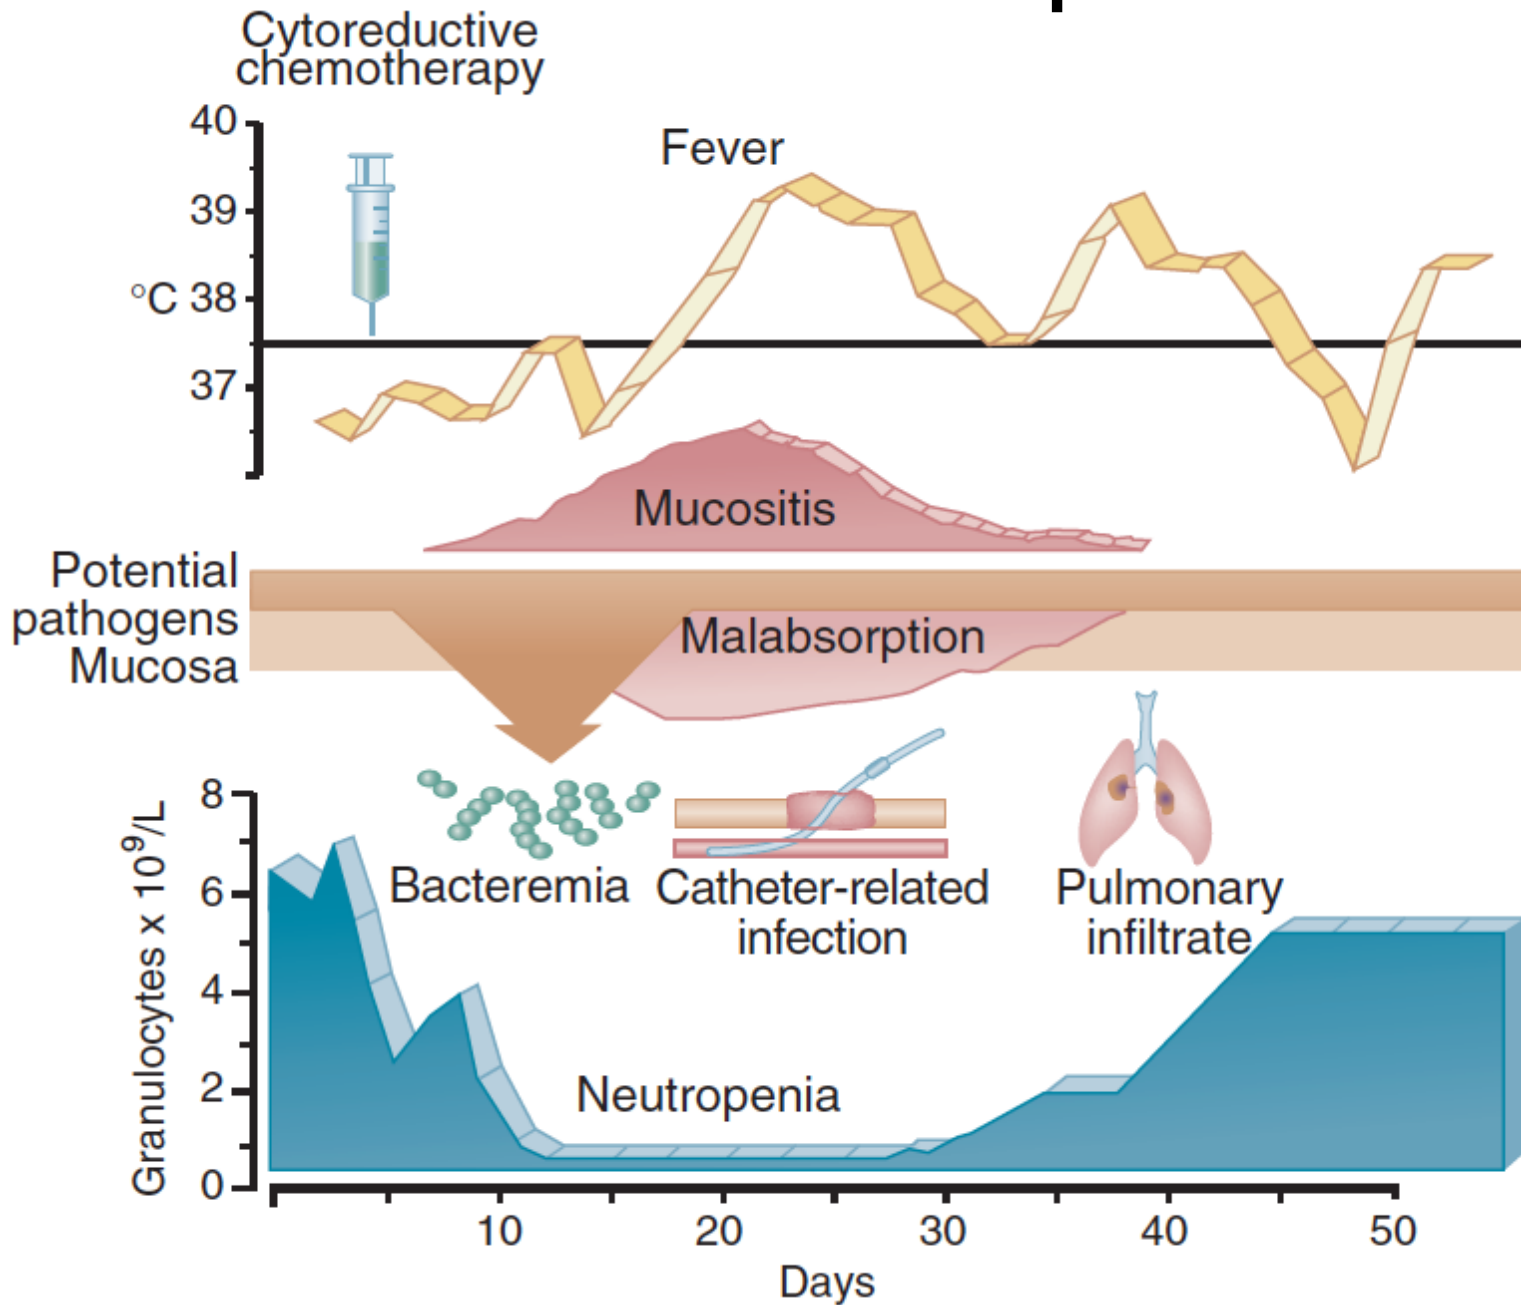 Cytoreductive
chemotherapy
40
Fever
39
°C 38
37
Mucositis
Potential
pathogens
Mucosa
Malabsorption
8
6
4
2
0
Granulocytes x 10⁹/L
Bacteremia
Catheter-related
infection
Pulmonary
infiltrate
Neutropenia
10 20 30 40 50
Days